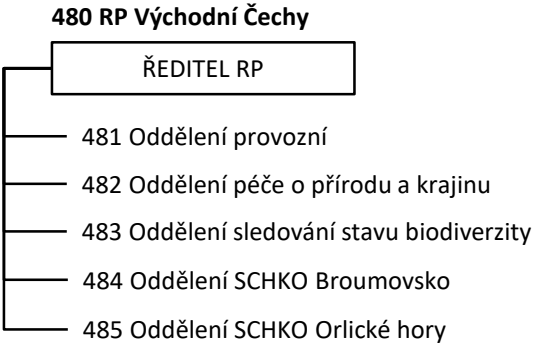 480 RP Východní Čechy
ŘEDITEL RP
481 Oddělení provozní
482 Oddělení péče o přírodu a krajinu
483 Oddělení sledování stavu biodiverzity
484 Oddělení SCHKO Broumovsko
485 Oddělení SCHKO Orlické hory